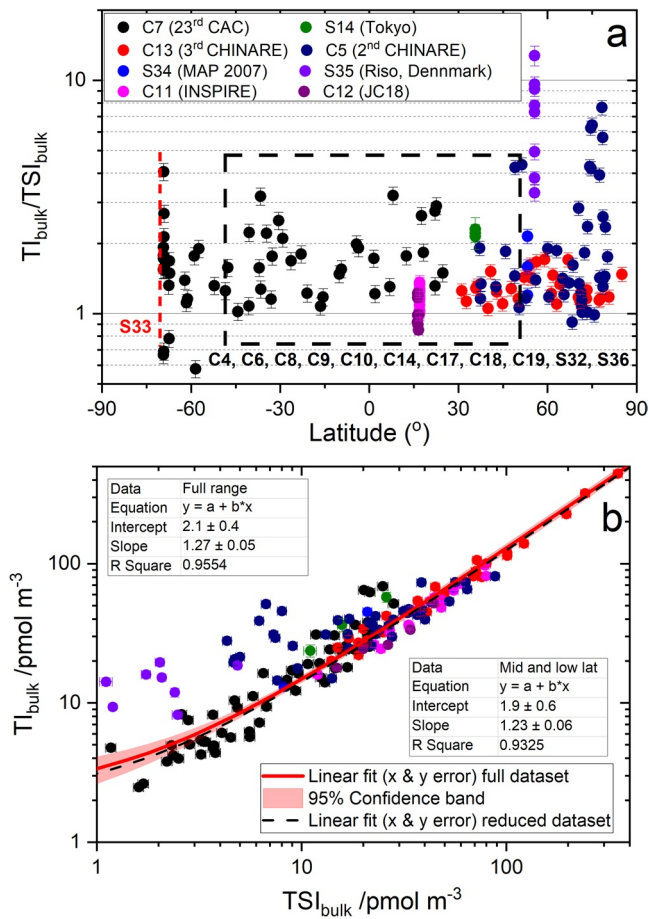 a
C7 (23rd CAC) S14 (Tokyo)
C13 (3rd CHINARE) C5 (2nd CHINARE)
S34 (MAP 2007) S35 (Riso, Dennmark)
C11 (INSPIRE) C12 (JC18)
10
1
TIbulk/TSIbulk
S33
C4, C6, C8, C9, C10, C14, C17, C18, C19, S32, S36
-90 -60 -30 0 30 60 90
Latitude (o)
b
Data Full range
Equation y = a + b*x
Intercept 2.1 ± 0.4
Slope 1.27 ± 0.05
R Square 0.9554
100
10
1
TIbulk /pmol m-3
Data Mid and low lat
Equation y = a + b*x
Intercept 1.9 ± 0.6
Slope 1.23 ± 0.06
R Square 0.9325
Linear fit (x & y error) full dataset
95% Confidence band
Linear fit (x & y error) reduced dataset
1 10 100
TSIbulk /pmol m-3